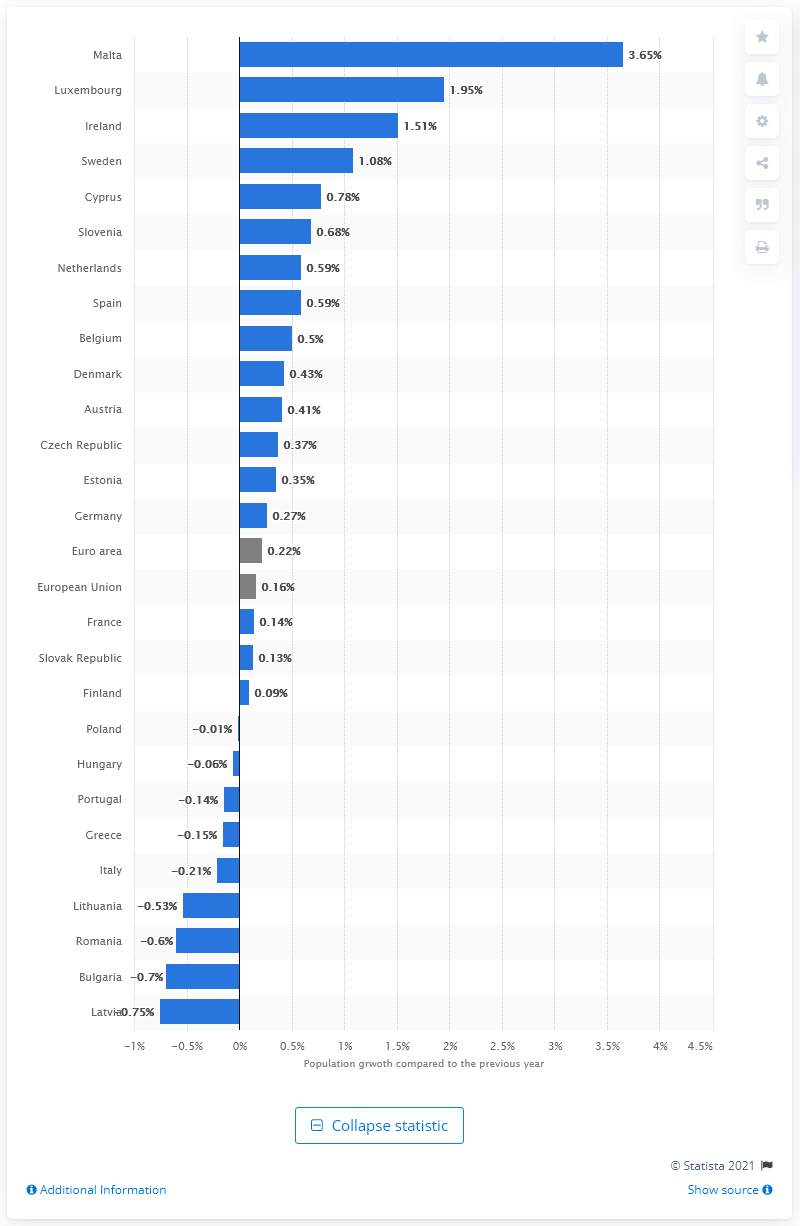 Malta 3.65%
Luxembourg 1.95%
Ireland 1.51%
Sweden 1.08%
Cyprus 0.78%
Slovenia 0.68%
Netherlands 0.59%
Spain 0.59%
Belgium 0.5%
Denmark 0.43%
Austria 0.41%
Czech Republic 0.37%
Estonia 0.35%
Germany 0.27%
Euro area 0.22%
European Union 0.16%
France 0.14%
Slovak Republic 0.13%
Finland 0.09%
Poland −0.01%
Hungary −0.06%
Portugal −0.14%
Greece −0.15%
Italy −0.21%
Lithuania −0.53%
Romania −0.6%
Bulgaria −0.7%
Latvia −0.75%
−1% −0.5% 0% 0.5% 1% 1.5% 2% 2.5% 3% 3.5% 4% 4.5%
Population grwoth compared to the previous year
Collapse statistic
© Statista 2021
Additional Information Show source